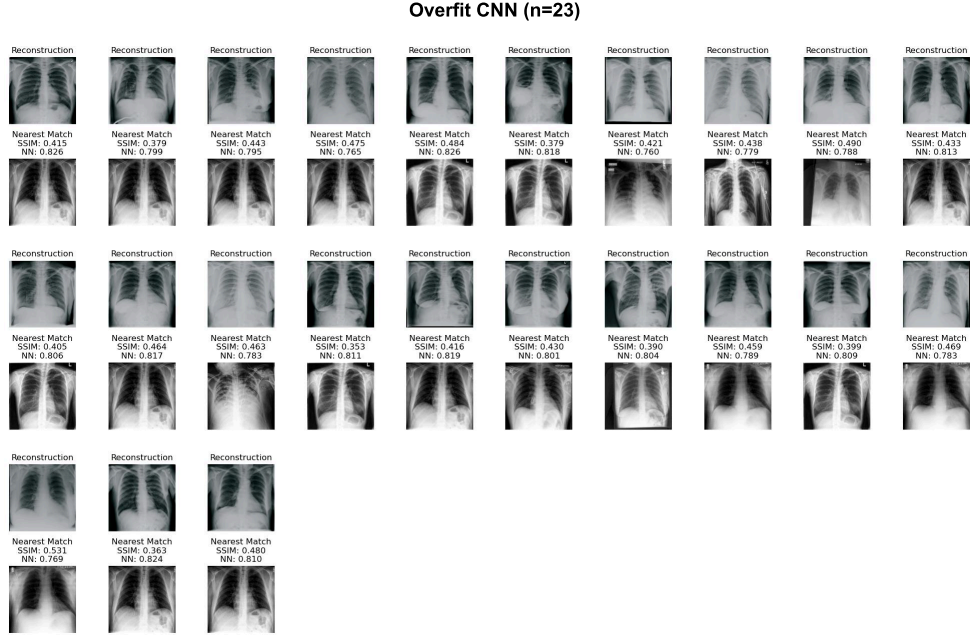 Overfit CNN (n=23)
Reconstruction Reconstruction Reconstruction Reconstruction Reconstruction Reconstruction Reconstruction Reconstruction Reconstruction Reconstruction
Nearest Match Nearest Match Nearest Match Nearest Match Nearest Match Nearest Match Nearest Match Nearest Match Nearest Match Nearest Match
SSIM: 0.415 SSIM: 0.379 SSIM: 0.443 SSIM: 0.475 SSIM: 0.484 SSIM: 0.379 SSIM: 0.421 SSIM: 0.438 SSIM: 0.490 SSIM: 0.433
NN: 0.826 NN: 0.799 NN: 0.795 NN: 0.765 NN: 0.826 NN: 0.818 NN: 0.760 NN: 0.779 NN: 0.788 NN: 0.813
Reconstruction Reconstruction Reconstruction Reconstruction Reconstruction Reconstruction Reconstruction Reconstruction Reconstruction Reconstruction
Nearest Match Nearest Match Nearest Match Nearest Match Nearest Match Nearest Match Nearest Match Nearest Match Nearest Match Nearest Match
SSIM: 0.405 SSIM: 0.464 SSIM: 0.463 SSIM: 0.353 SSIM: 0.416 SSIM: 0.430 SSIM: 0.390 SSIM: 0.459 SSIM: 0.399 SSIM: 0.469
NN: 0.806 NN: 0.817 NN: 0.783 NN: 0.811 NN: 0.819 NN: 0.801 NN: 0.804 NN: 0.789 NN: 0.809 NN: 0.783
Reconstruction Reconstruction Reconstruction
Nearest Match Nearest Match Nearest Match
SSIM: 0.531 SSIM: 0.363 SSIM: 0.480
NN: 0.769 NN: 0.824 NN: 0.810